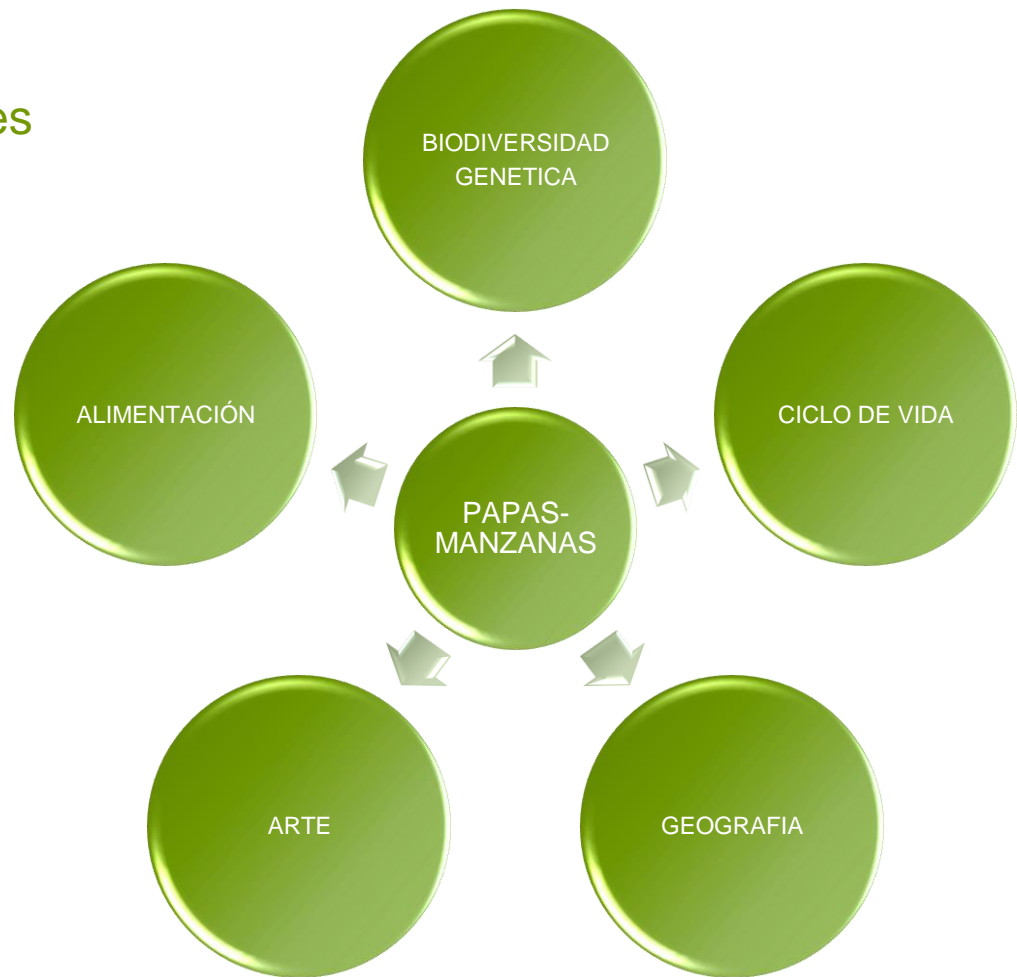 es
BIODIVERSIDAD
GENETICA
ALIMENTACIÓN
CICLO DE VIDA
PAPAS-
MANZANAS
ARTE
GEOGRAFIA